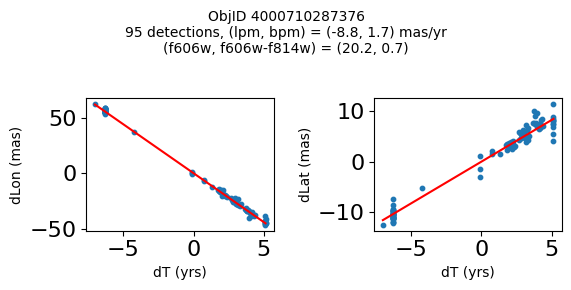 ObjID 4000710287376
95 detections, (lpm, bpm) = (-8.8, 1.7) mas/yr
(f606w, f606w-f814w) = (20.2, 0.7)
dLon (mas)
50
0
−50
−5
0
5
dT (yrs)
dLat (mas)
10
0
−10
−5
0
5
dT (yrs)